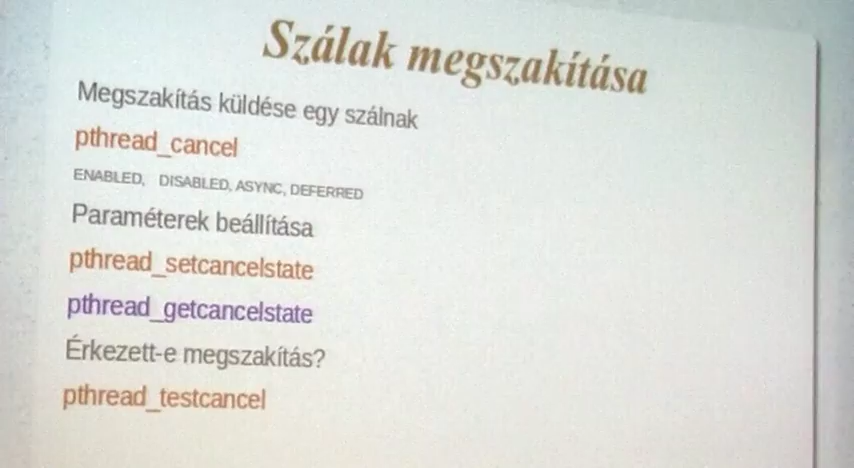 Szálak megszakítása
Megszakítás küldése egy szálnak
pthread_cancel
ENABLED, DISABLED, ASYNC, DEFERRED
Paraméterek beállítása
pthread_setcancelstate
pthread_getcancelstate
Érkezett-e megszakítás?
pthread_testcancel